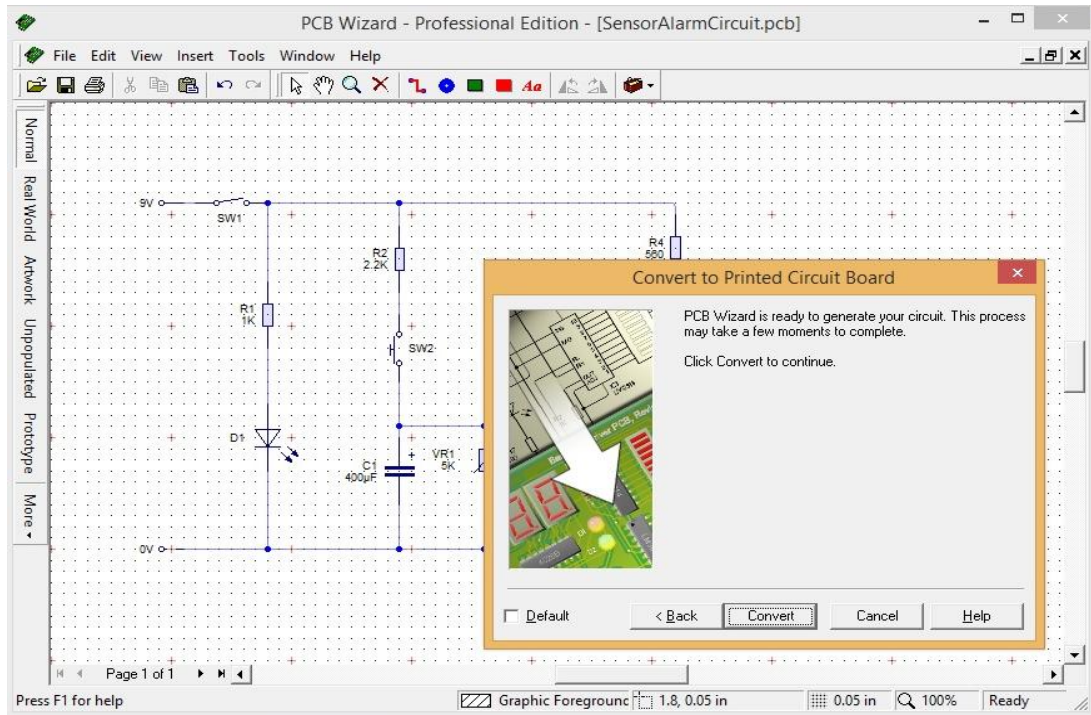 PCB Wizard - Professional Edition - [SensorAlarmCircuit.pcb]
File Edit View Insert Tools Window Help
Aa
Normal
Real World
Artwork
Unpopulated
Prototype
More
9V
SW1
R2
2.2K
R4
560
R1
1K
SW2
D1
C1
400µF
+
VR1
5K
0V
Convert to Printed Circuit Board
PCB Wizard is ready to generate your circuit. This process
may take a few moments to complete.
Click Convert to continue.
Default
< Back
Convert
Cancel
Help
Page 1 of 1
Press F1 for help
Graphic Foregrounc
1.8, 0.05 in
0.05 in
100%
Ready